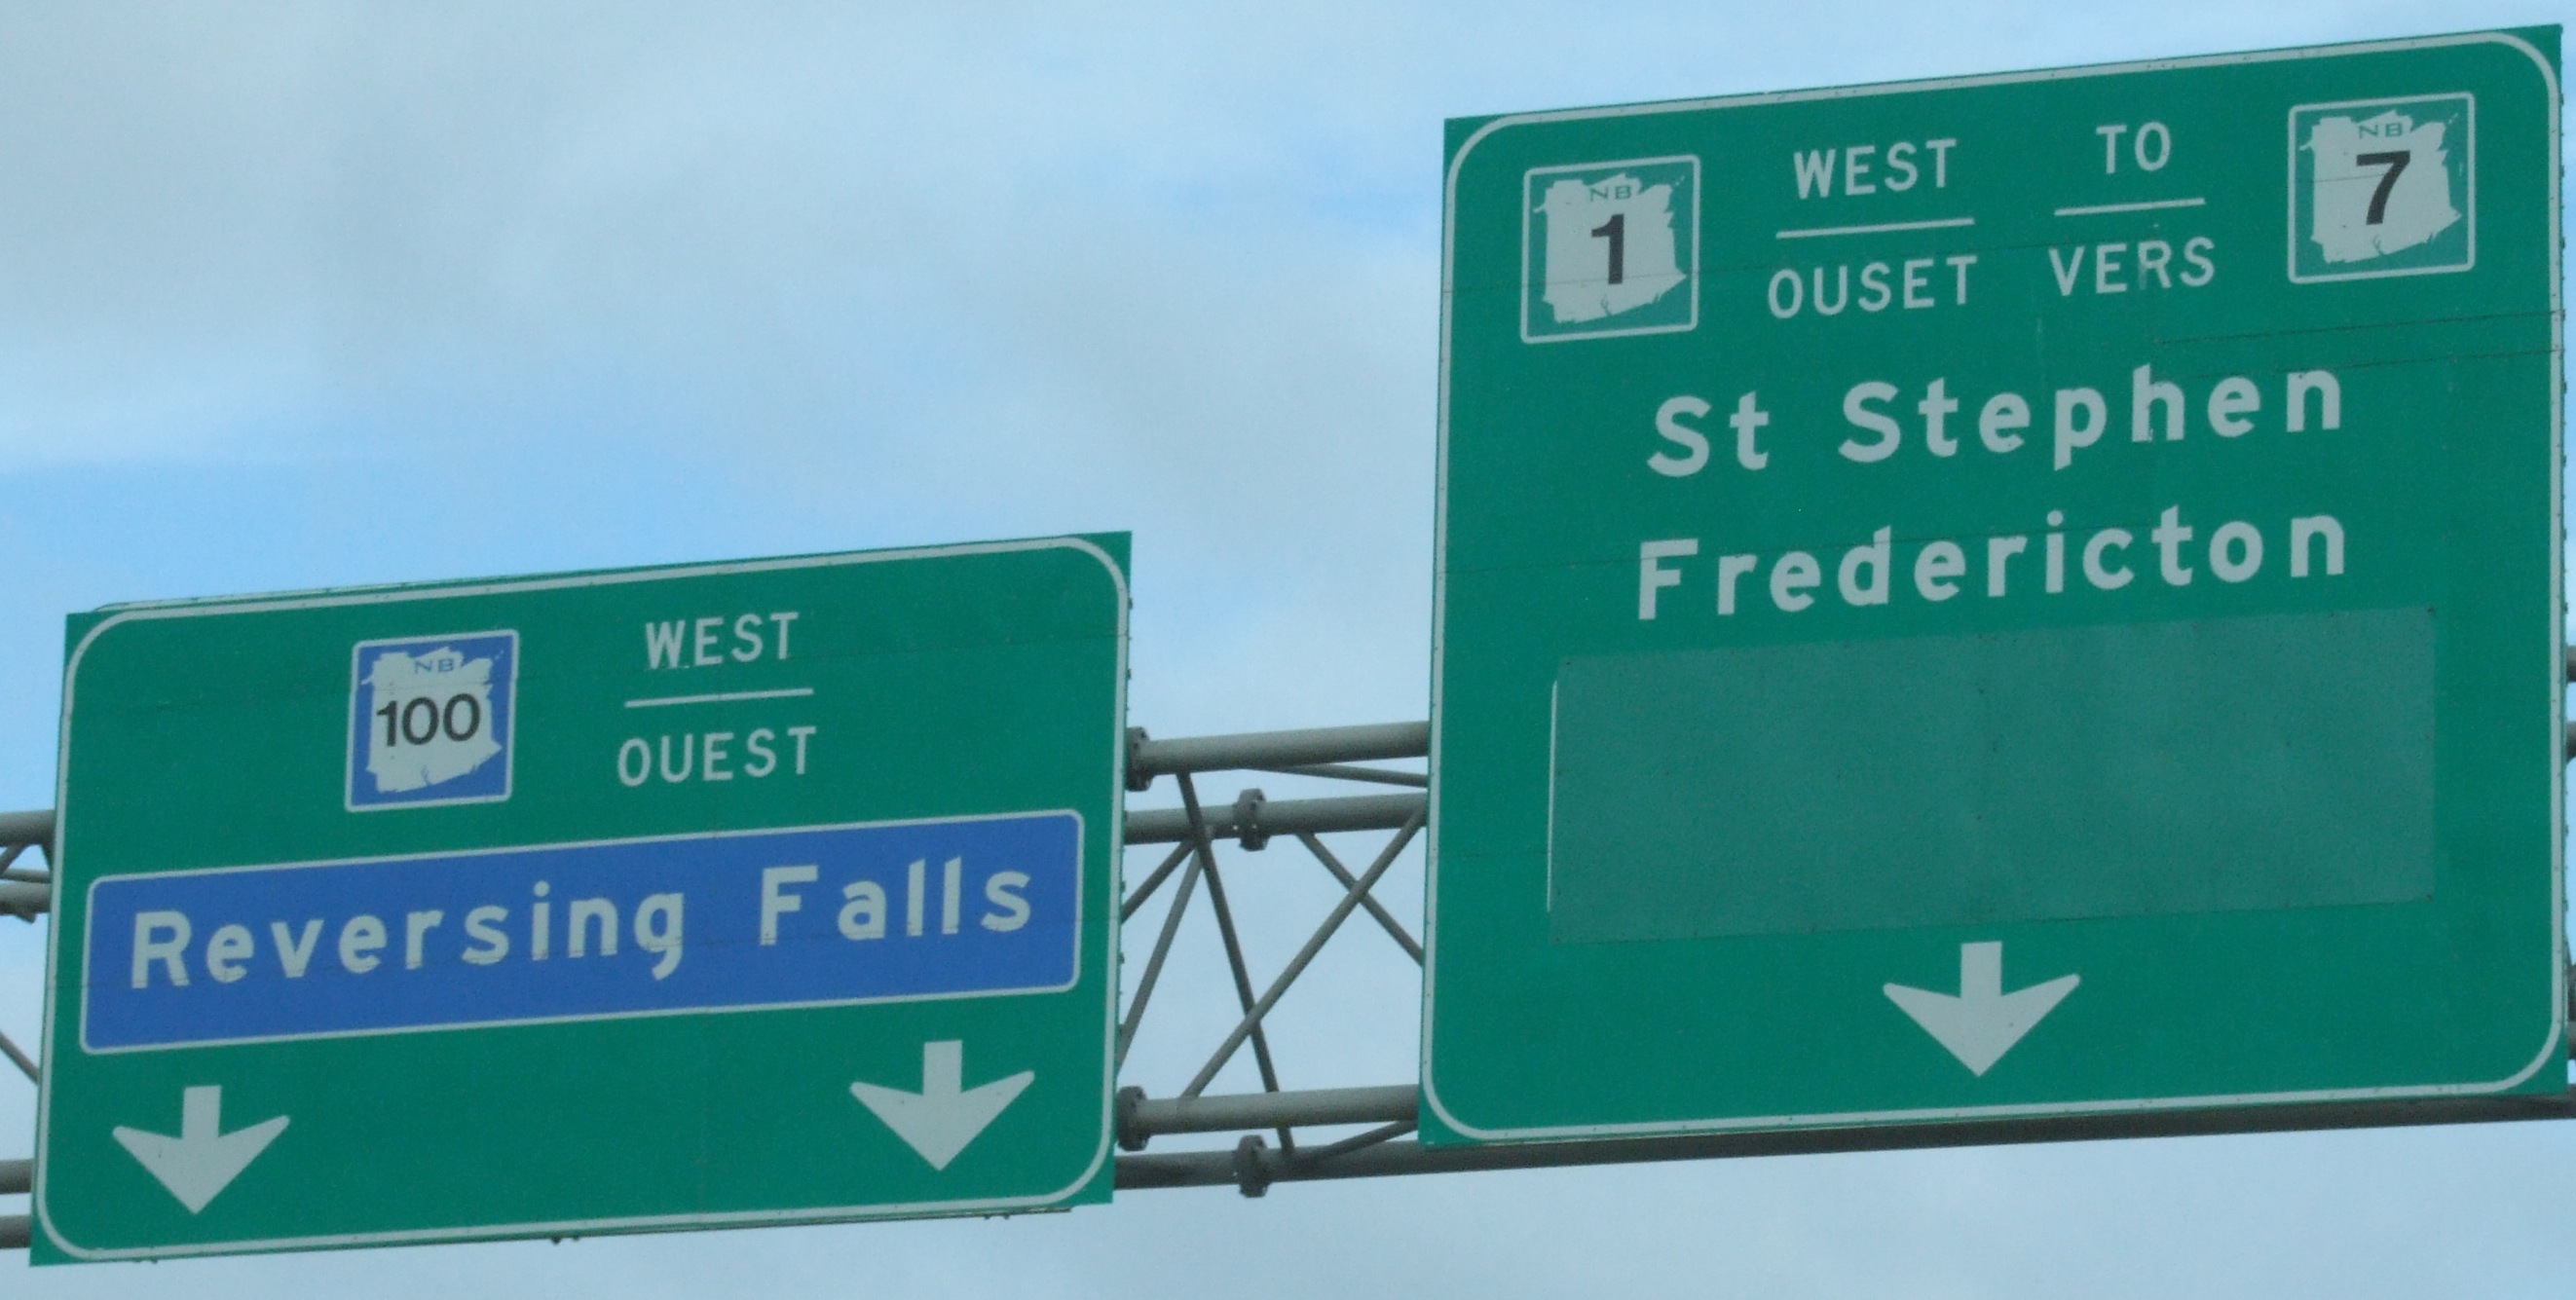 NB
100
WEST
OUEST
Reversing Falls
NB
1
WEST
OUSET
TO
VERS
NB
7
St Stephen
Fredericton